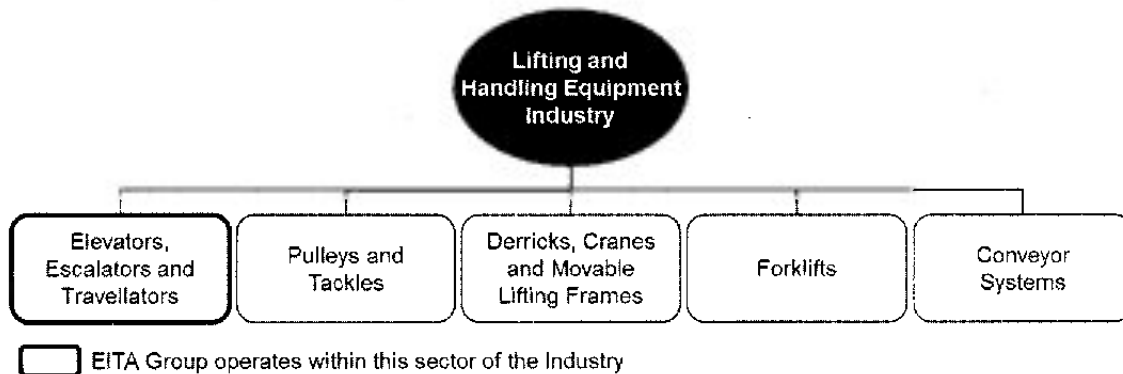 Lifting and
Handling Equipment
Industry
Elevators,
Escalators and
Travellators
Pulleys and
Tackles
Derricks, Cranes
and Movable
Lifting Frames
Forklifts
Conveyor
Systems
EITA Group operates within this sector of the Industry